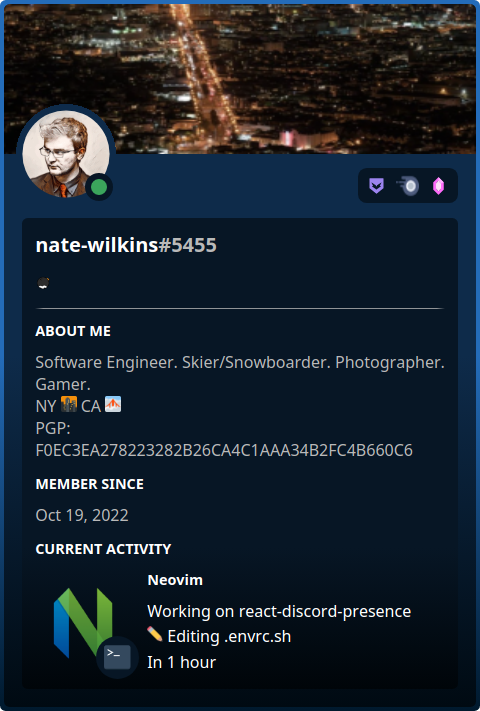 nate-wilkins#5455
ABOUT ME
Software Engineer. Skier/Snowboarder. Photographer.
Gamer.
NY 🌆 CA 🌁
PGP:
F0EC3EA278223282B26CA4C1AAA34B2FC4B660C6
MEMBER SINCE
Oct 19, 2022
CURRENT ACTIVITY
Neovim
Working on react-discord-presence
✏️ Editing .envrc.sh
>_ In 1 hour